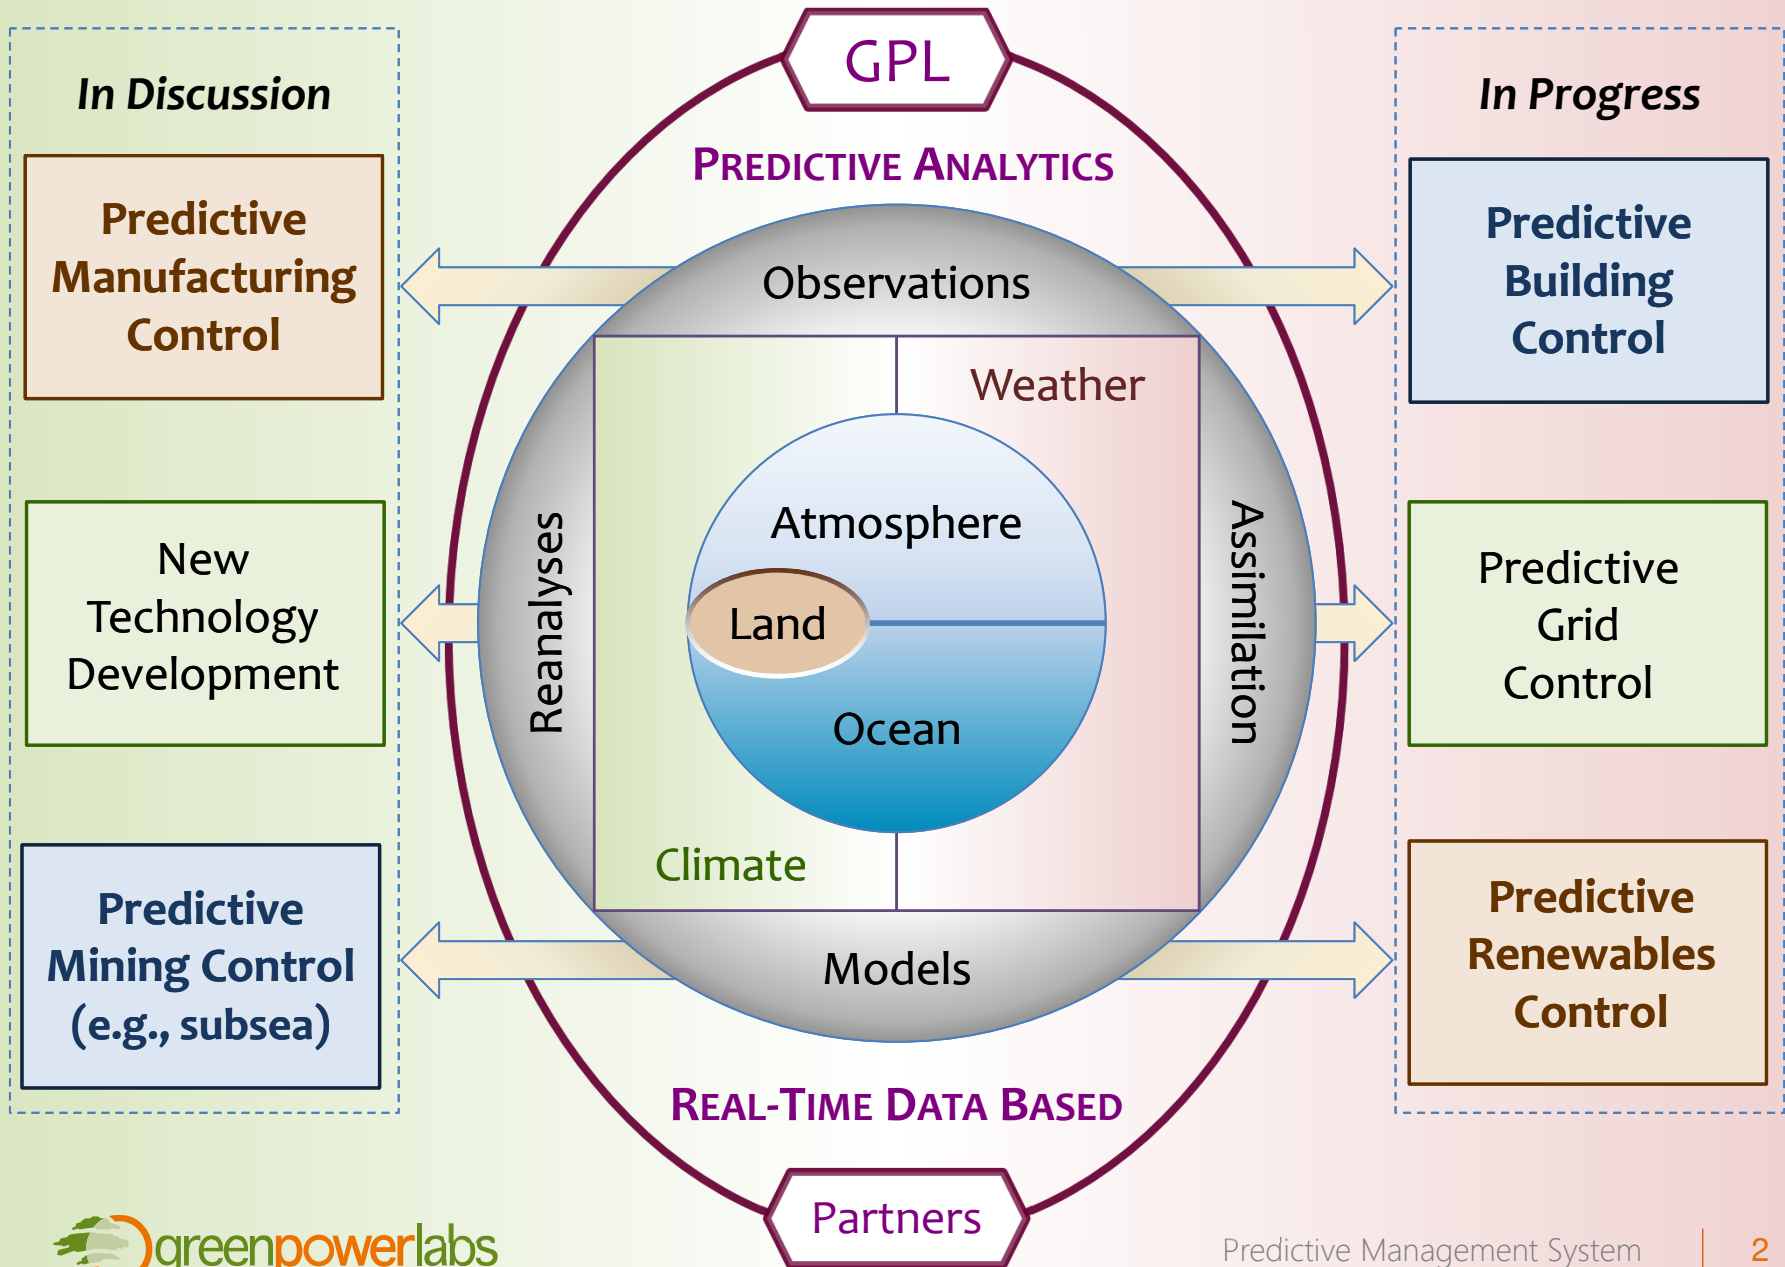 GPL
PREDICTIVE ANALYTICS
In Discussion
Predictive
Manufacturing
Control
New
Technology
Development
Predictive
Mining Control
(e.g., subsea)
Observations
Weather
Reanalyses
Atmosphere
Land
Ocean
Assimilation
Climate
Models
In Progress
Predictive
Building
Control
Predictive
Grid
Control
Predictive
Renewables
Control
REAL-TIME DATA BASED
Partners
greenpowerlabs
Predictive Management System
2